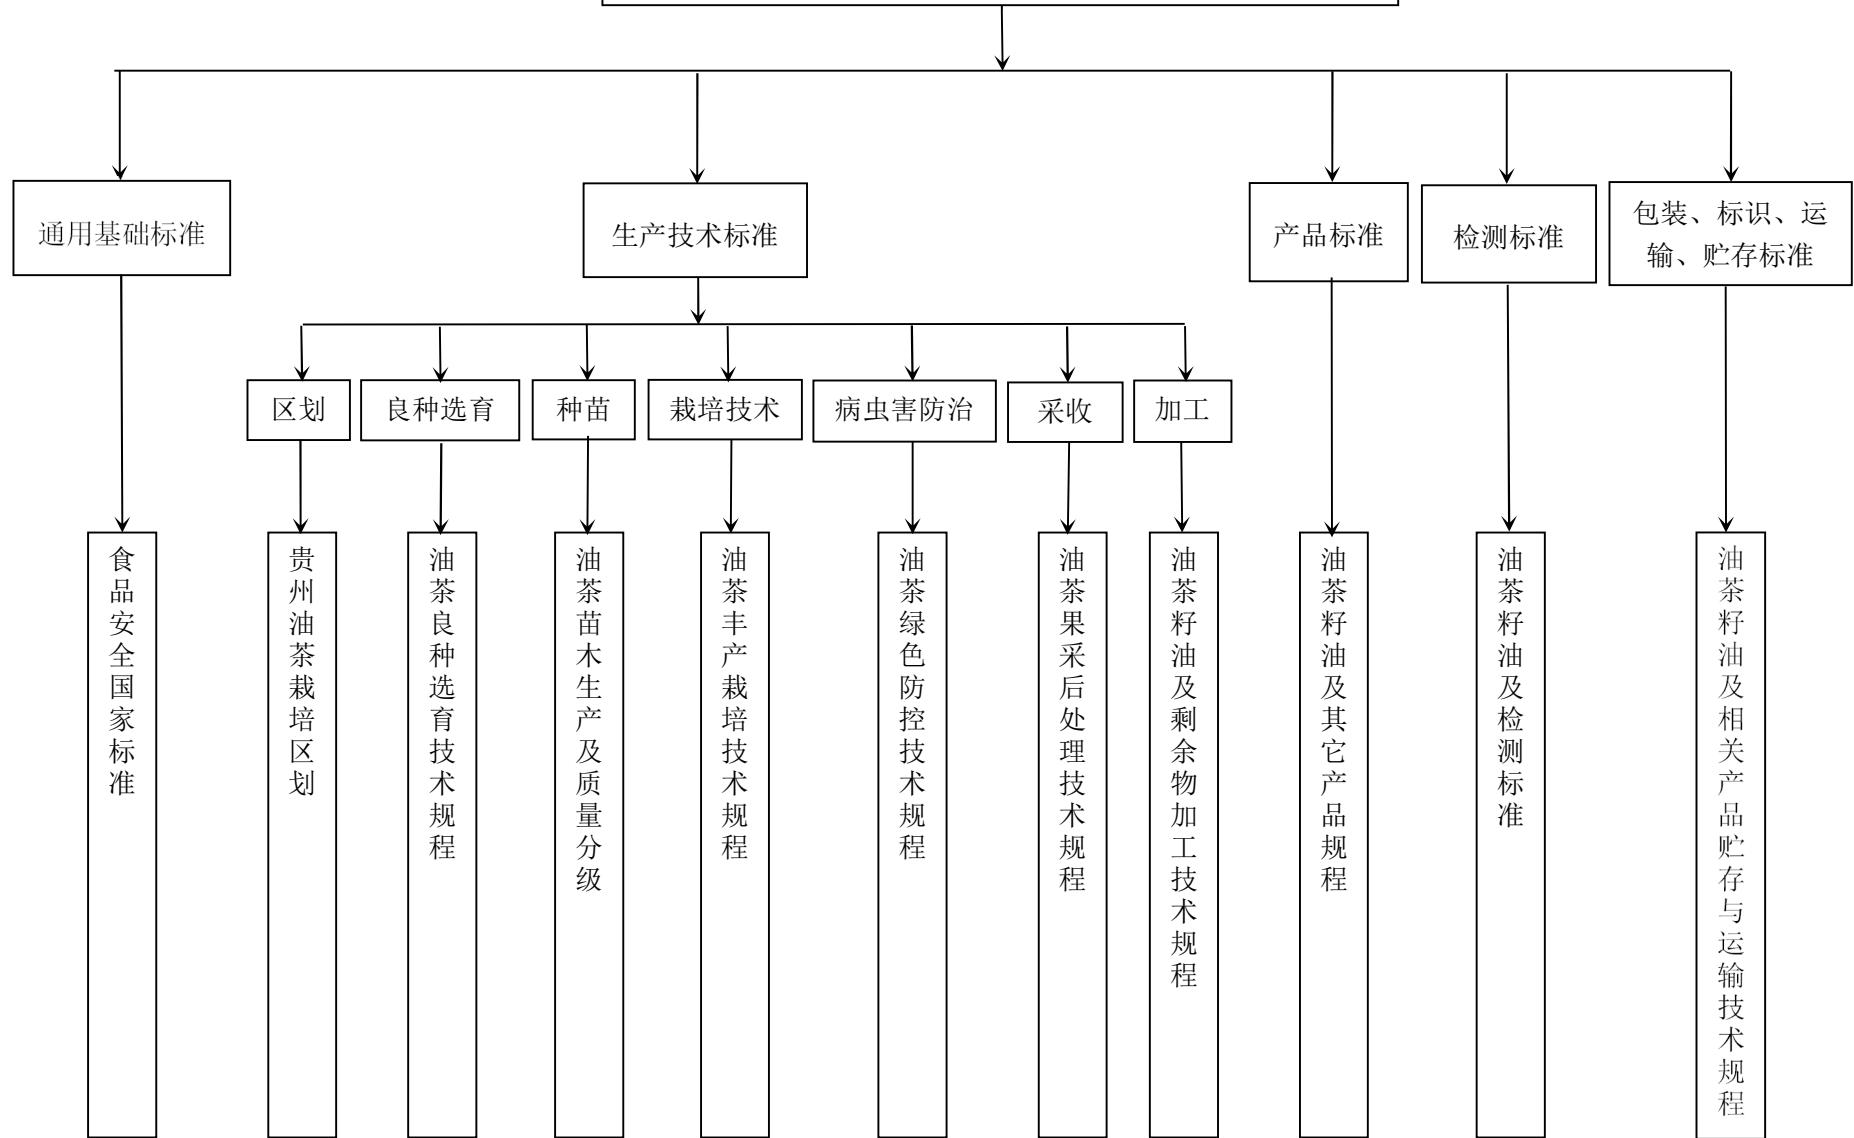 通用基础标准
生产技术标准
产品标准
检测标准
包装、标识、运
输、贮存标准
区划
良种选育
种苗
栽培技术
病虫害防治
采收
加工
食品安全国家标准
贵州油茶栽培区划
油茶良种选育技术规程
油茶苗木生产及质量分级
油茶丰产栽培技术规程
油茶绿色防控技术规程
油茶果采后处理技术规程
油茶籽油及剩余物加工技术规程
油茶籽油及其它产品规程
油茶籽油及检测标准
油茶籽油及相关产品贮存与运输技术规程